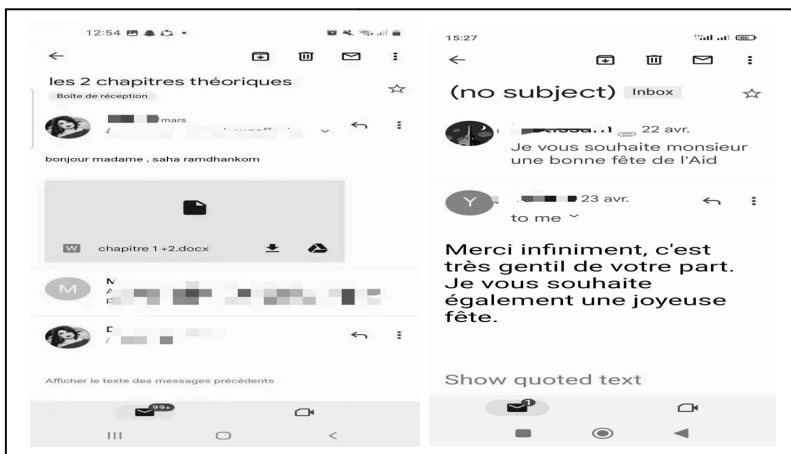 12:54
les 2 chapitres théoriques
Boîte de réception
mars
bonjour madame , saha ramdhankom
W chapitre 1 +2.docx
M
Afficher le texte des messages précédents
99+
15:27
(no subject) Inbox
22 avr.
Je vous souhaite monsieur
une bonne fête de l'Aid
Y
23 avr.
to me
Merci infiniment, c'est
très gentil de votre part.
Je vous souhaite
également une joyeuse
fête.
Show quoted text
1